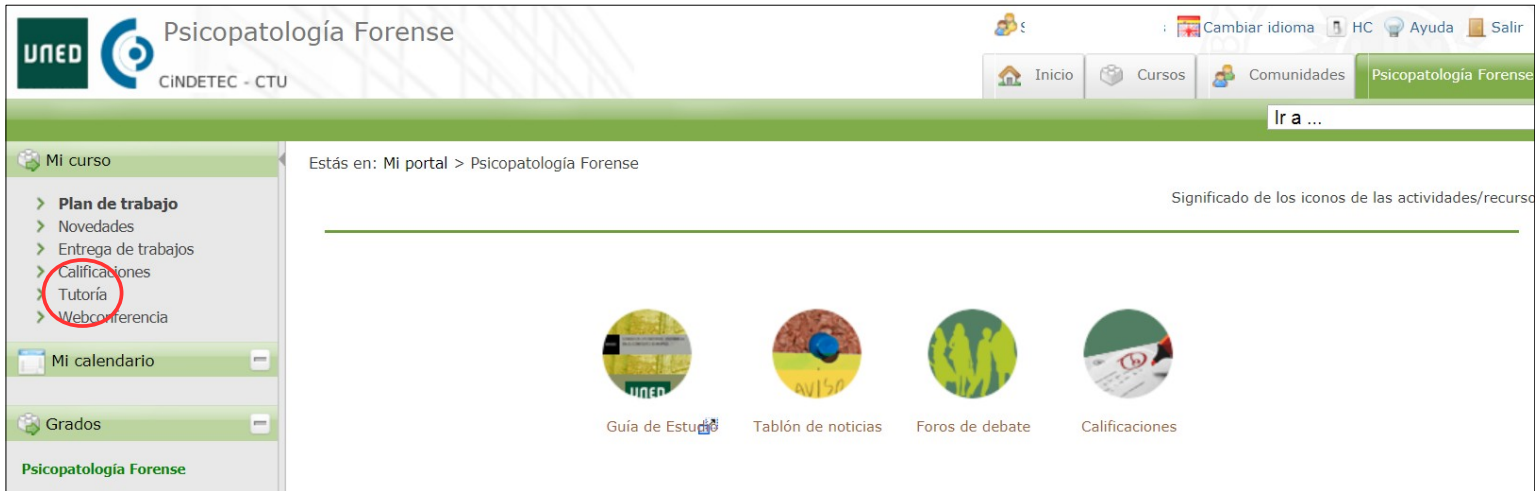 UNED
Psicopatología Forense
CiNDETEC - CTU
Cambiar idioma HC Ayuda Salir
Inicio Cursos Comunidades Psicopatología Forense
Ir a ...
Mi curso
Estás en: Mi portal > Psicopatología Forense
Significado de los iconos de las actividades/recurso
> Plan de trabajo
> Novedades
> Entrega de trabajos
> Calificaciones
> Tutoría
> Webconferencia
Mi calendario
Grados
Psicopatología Forense
UNED
AVISO
Guía de Estudio Tablón de noticias Foros de debate Calificaciones